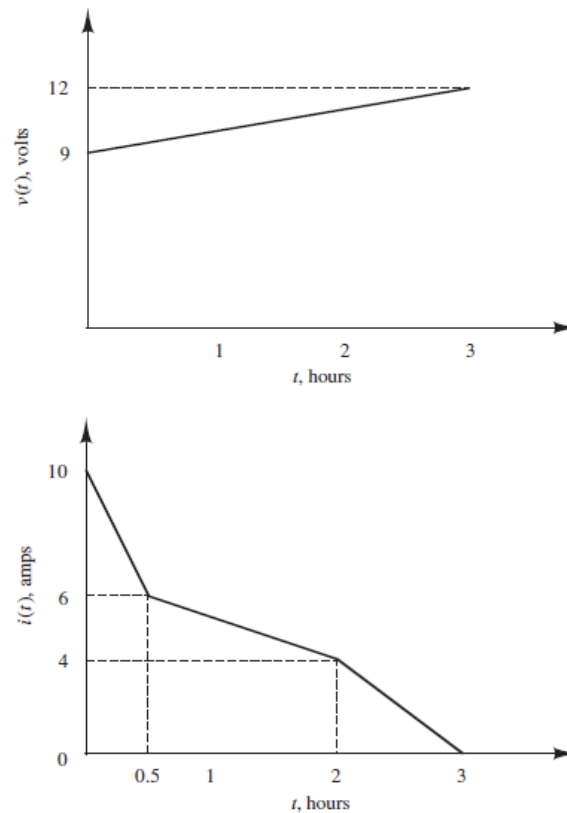 12
9
v(t), volts
1 2 3
t, hours
10
6
4
0
i(t), amps
0.5 1 2 3
t, hours